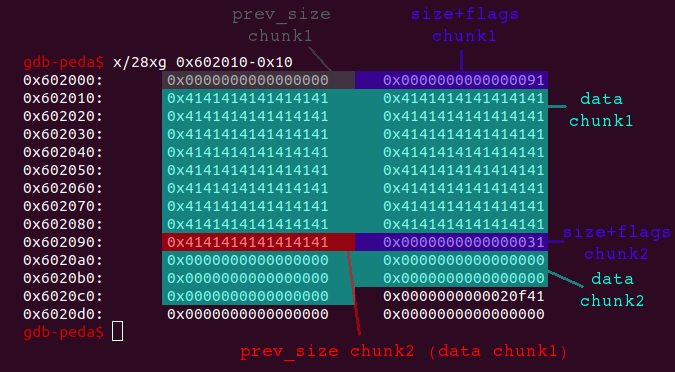 prev_size size+flags
chunk1 chunk1
gdb-peda$ x/28xg 0x602010-0x10
0x602000: 0x0000000000000000 0x0000000000000091
0x602010: 0x4141414141414141 0x4141414141414141 data
0x602020: 0x4141414141414141 0x4141414141414141 chunk1
0x602030: 0x4141414141414141 0x4141414141414141
0x602040: 0x4141414141414141 0x4141414141414141
0x602050: 0x4141414141414141 0x4141414141414141
0x602060: 0x4141414141414141 0x4141414141414141
0x602070: 0x4141414141414141 0x4141414141414141
0x602080: 0x4141414141414141 0x4141414141414141 size+flags
0x602090: 0x4141414141414141 0x0000000000000031 chunk2
0x6020a0: 0x0000000000000000 0x0000000000000000
0x6020b0: 0x0000000000000000 0x0000000000000000 data
0x6020c0: 0x0000000000000000 0x0000000000020f41 chunk2
0x6020d0: 0x0000000000000000 0x0000000000000000
gdb-peda$
prev_size chunk2 (data chunk1)